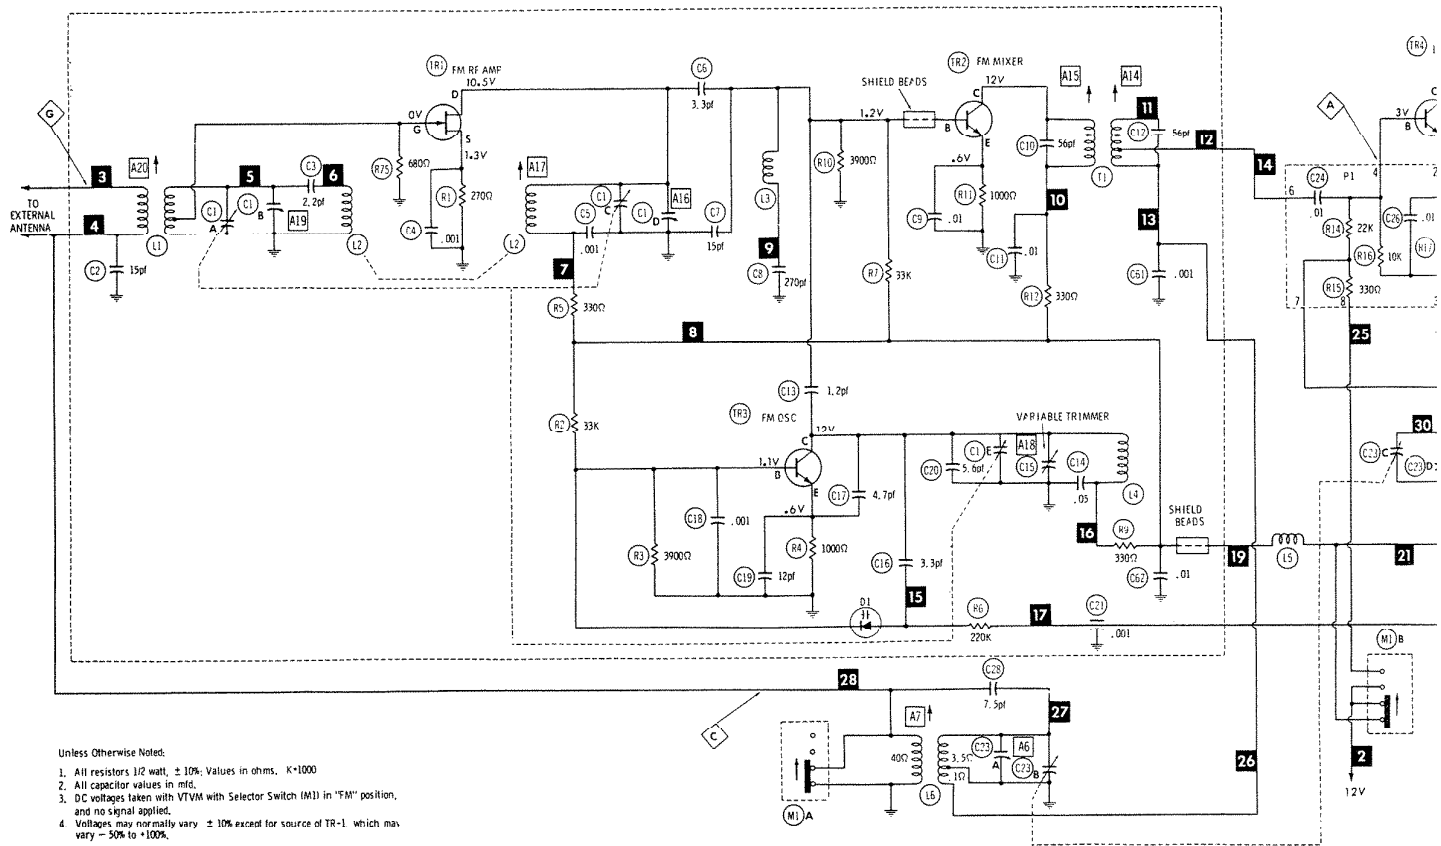 TR1 FM RF AMP
10.5V
D
C6
3.3pf
TR2 FM MIXER
12V
C
SHIELD BEADS
1.2V
B
E
A15
A14
11
C12
56pf
12
TR4
A
3V
B
C
G
0V
G
S
1.3V
A20
3
TO
EXTERNAL
ANTENNA
4
C2
15pf
L1
5
C1
A
C1
B
A19
C3
2.2pf
6
L2
R75
680Ω
R1
270Ω
C4
.001
A17
L2
C5
.001
C1
C
C1
D
A16
C7
15pf
L3
9
C8
270pf
R10
3900Ω
R7
33K
.6V
C9
.01
R11
1000Ω
C10
56pf
T1
10
C11
.01
R12
330Ω
13
C61
.001
14
6
C24
.01
P1
4
2
R14
22K
R16
10K
C26
.01
R17
R15
330Ω
7
8
3
25
7
R5
330Ω
8
R2
33K
C13
1.2pf
TR3 FM OSC
12V
C
1.1V
B
E
.6V
R3
3900Ω
C18
.001
C19
12pf
R4
1000Ω
C17
4.7pf
C16
3.3pf
15
D1
VARIABLE TRIMMER
C20
5.6pf
C1
E
A18
C15
C14
.05
L4
16
R9
330Ω
SHIELD
BEADS
C62
.01
19
L5
21
30
C23
C
C23
D
R6
220K
17
C21
.001
M1 B
2
12V
28
C
C28
7.5pf
27
A7
40Ω
3.5Ω
.1Ω
L6
C23
A
A6
C23
B
26
M1 A
Unless Otherwise Noted:
1. All resistors 1/2 watt, ± 10%; Values in ohms, K=1000
2. All capacitor values in mfd.
3. DC voltages taken with VTVM with Selector Switch (M1) in "FM" position,
and no signal applied.
4 Voltages may normally vary ± 10% except for source of TR-1 which may
vary - 50% to +100%.